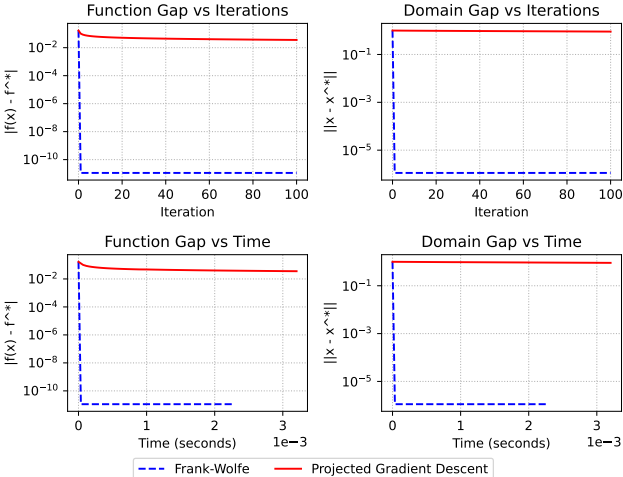 Function Gap vs Iterations
|f(x) - f^*|
10⁻²
10⁻⁴
10⁻⁶
10⁻⁸
10⁻¹⁰
0 20 40 60 80 100
Iteration
Domain Gap vs Iterations
||x - x^*||
10⁻¹
10⁻³
10⁻⁵
0 20 40 60 80 100
Iteration
Function Gap vs Time
|f(x) - f^*|
10⁻²
10⁻⁴
10⁻⁶
10⁻⁸
10⁻¹⁰
0 1 2 3
Time (seconds) 1e−3
Domain Gap vs Time
||x - x^*||
10⁻¹
10⁻³
10⁻⁵
0 1 2 3
Time (seconds) 1e−3
Frank-Wolfe Projected Gradient Descent